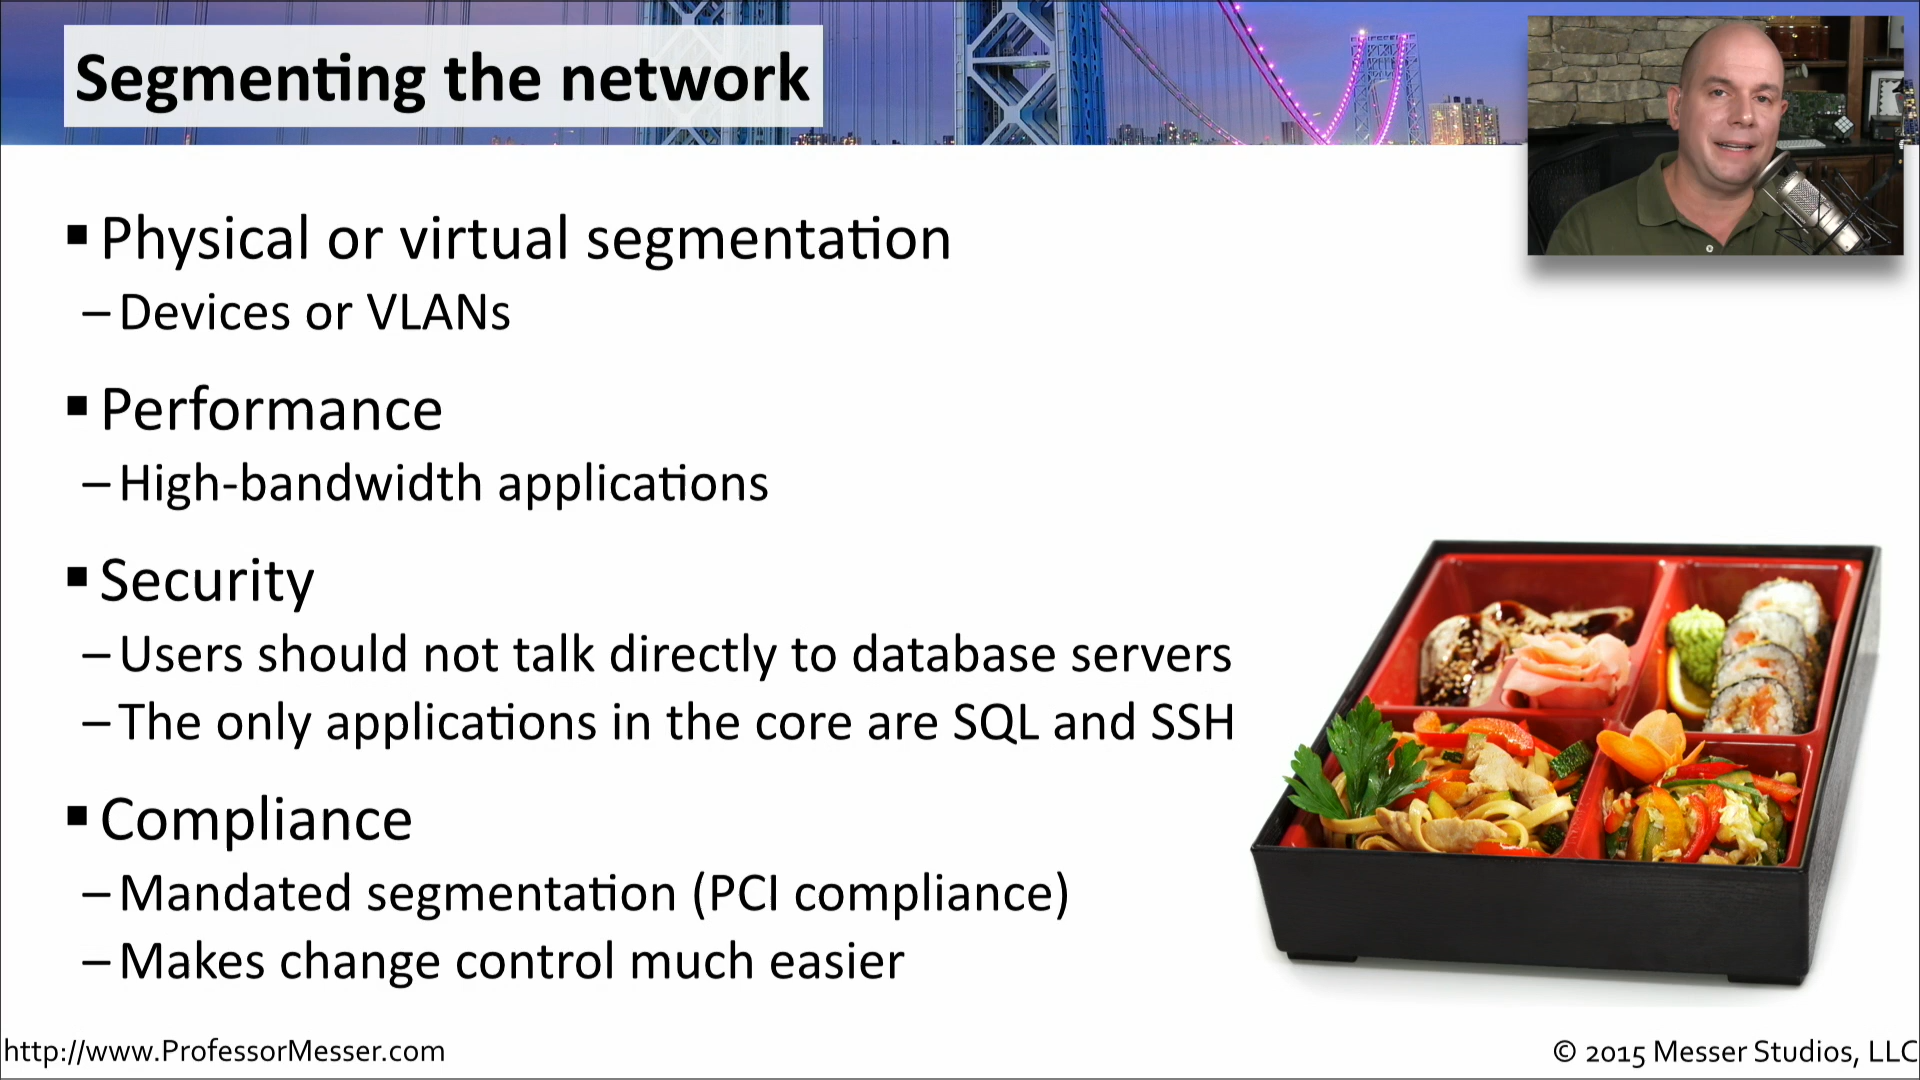 Segmenting the network
▪ Physical or virtual segmentation
– Devices or VLANs
▪ Performance
– High-bandwidth applications
▪ Security
– Users should not talk directly to database servers
– The only applications in the core are SQL and SSH
▪ Compliance
– Mandated segmentation (PCI compliance)
– Makes change control much easier
http://www.ProfessorMesser.com
© 2015 Messer Studios, LLC